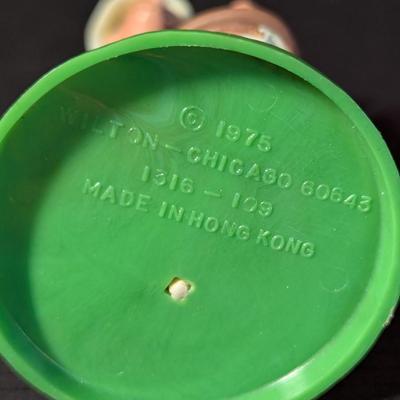 © 1975
WILTON - CHICAGO 60643
1316 - 109
MADE IN HONG KONG